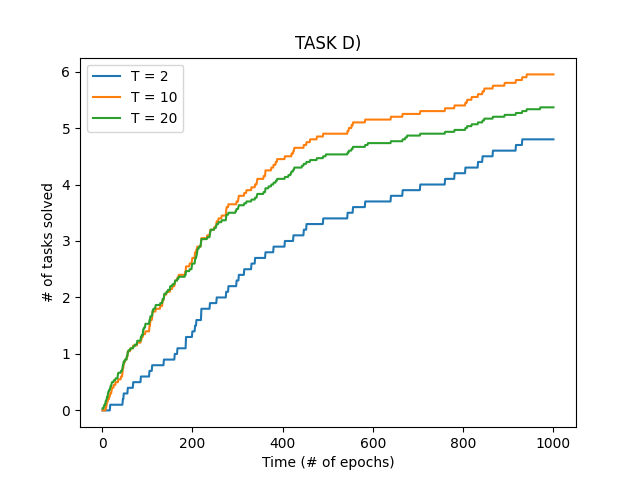 TASK D)
T = 2
T = 10
T = 20
# of tasks solved
6
5
4
3
2
1
0
0 200 400 600 800 1000
Time (# of epochs)